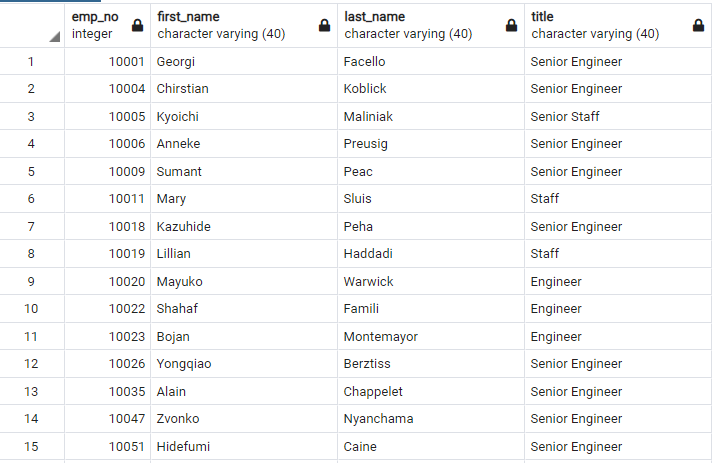 emp_no first_name last_name title
integer character varying (40) character varying (40) character varying (40)
1 10001 Georgi Facello Senior Engineer
2 10004 Chirstian Koblick Senior Engineer
3 10005 Kyoichi Maliniak Senior Staff
4 10006 Anneke Preusig Senior Engineer
5 10009 Sumant Peac Senior Engineer
6 10011 Mary Sluis Staff
7 10018 Kazuhide Peha Senior Engineer
8 10019 Lillian Haddadi Staff
9 10020 Mayuko Warwick Engineer
10 10022 Shahaf Famili Engineer
11 10023 Bojan Montemayor Engineer
12 10026 Yongqiao Berztiss Senior Engineer
13 10035 Alain Chappelet Senior Engineer
14 10047 Zvonko Nyanchama Senior Engineer
15 10051 Hidefumi Caine Senior Engineer